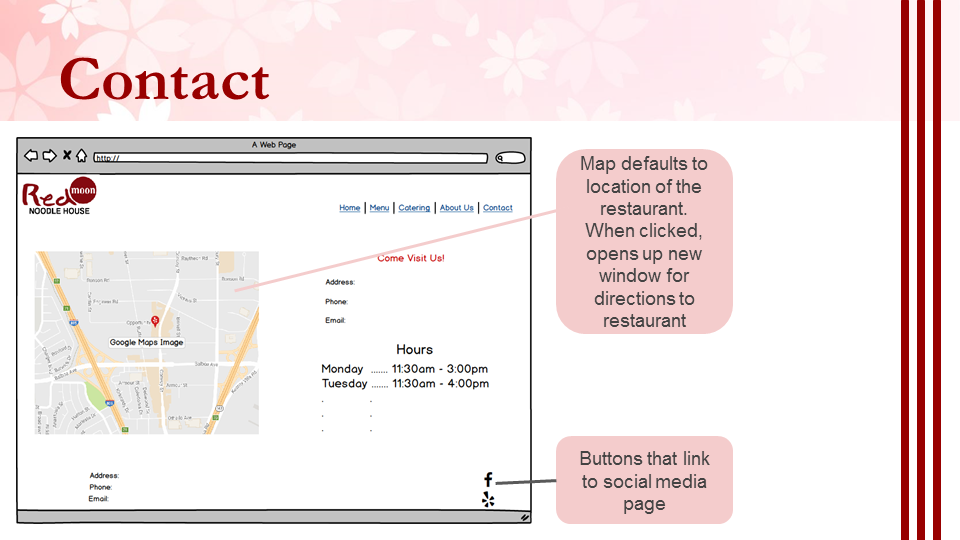 Contact
A Web Page
http://
Red moon
NOODLE HOUSE
Home | Menu | Catering | About Us | Contact
Come Visit Us!
Address:
Phone:
Email:
Google Maps Image
Hours
Monday ....... 11:30am - 3:00pm
Tuesday ....... 11:30am - 4:00pm
. .
. .
. .
Address:
Phone:
Email:
Map defaults to
location of the
restaurant.
When clicked,
opens up new
window for
directions to
restaurant
Buttons that link
to social media
page